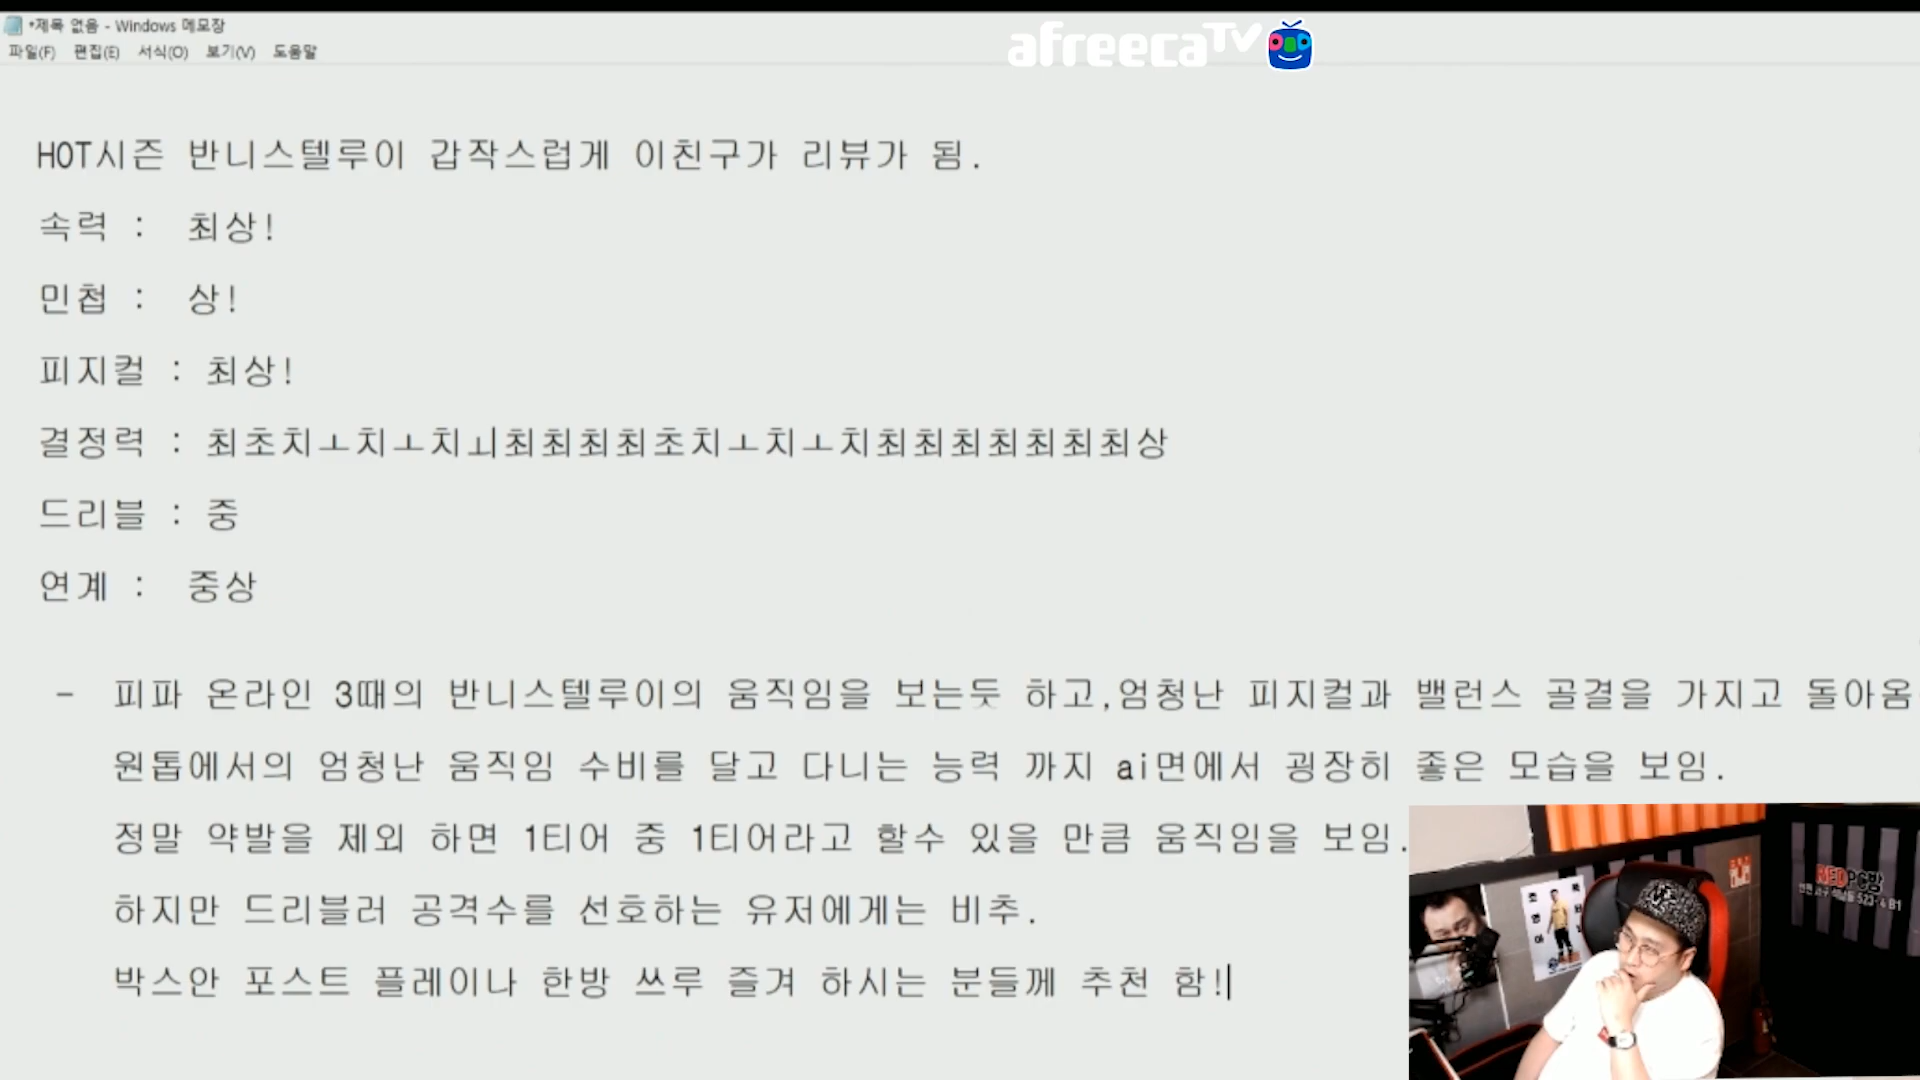 *제목 없음 - Windows 메모장
파일(F) 편집(E) 서식(O) 보기(V) 도움말
afreecaTV
HOT시즌 반니스텔루이 갑작스럽게 이친구가 리뷰가 됨.
속력 : 최상!
민첩 : 상!
피지컬 : 최상!
결정력 : 최초치ㅗ치ㅗ치ㅚ최최최최초치ㅗ치ㅗ치최최최최최최최상
드리블 : 중
연계 : 중상
- 피파 온라인 3때의 반니스텔루이의 움직임을 보는듯 하고,엄청난 피지컬과 밸런스 골결을 가지고 돌아옴
원톱에서의 엄청난 움직임 수비를 달고 다니는 능력 까지 ai면에서 굉장히 좋은 모습을 보임.
정말 약발을 제외 하면 1티어 중 1티어라고 할수 있을 만큼 움직임을 보임.
하지만 드리블러 공격수를 선호하는 유저에게는 비추.
박스안 포스트 플레이나 한방 쓰루 즐겨 하시는 분들께 추천 함!
REDPC방